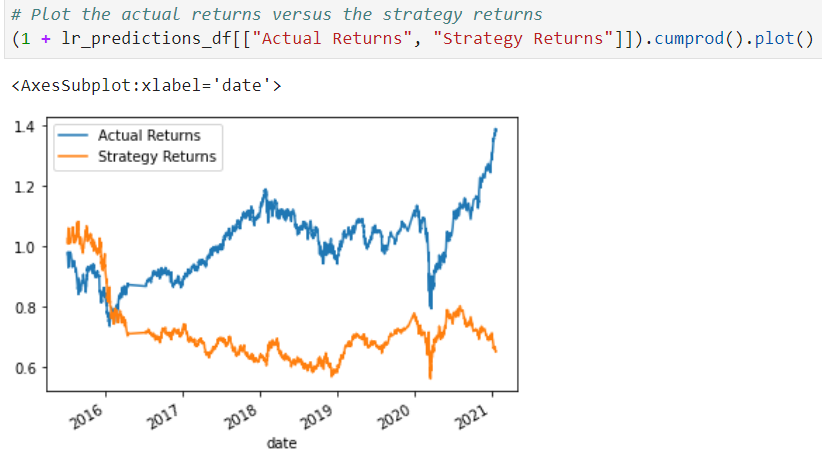 # Plot the actual returns versus the strategy returns
(1 + lr_predictions_df[["Actual Returns", "Strategy Returns"]]).cumprod().plot()
<AxesSubplot:xlabel='date'>
Actual Returns
Strategy Returns
1.4
1.2
1.0
0.8
0.6
2016 2017 2018 2019 2020 2021
date